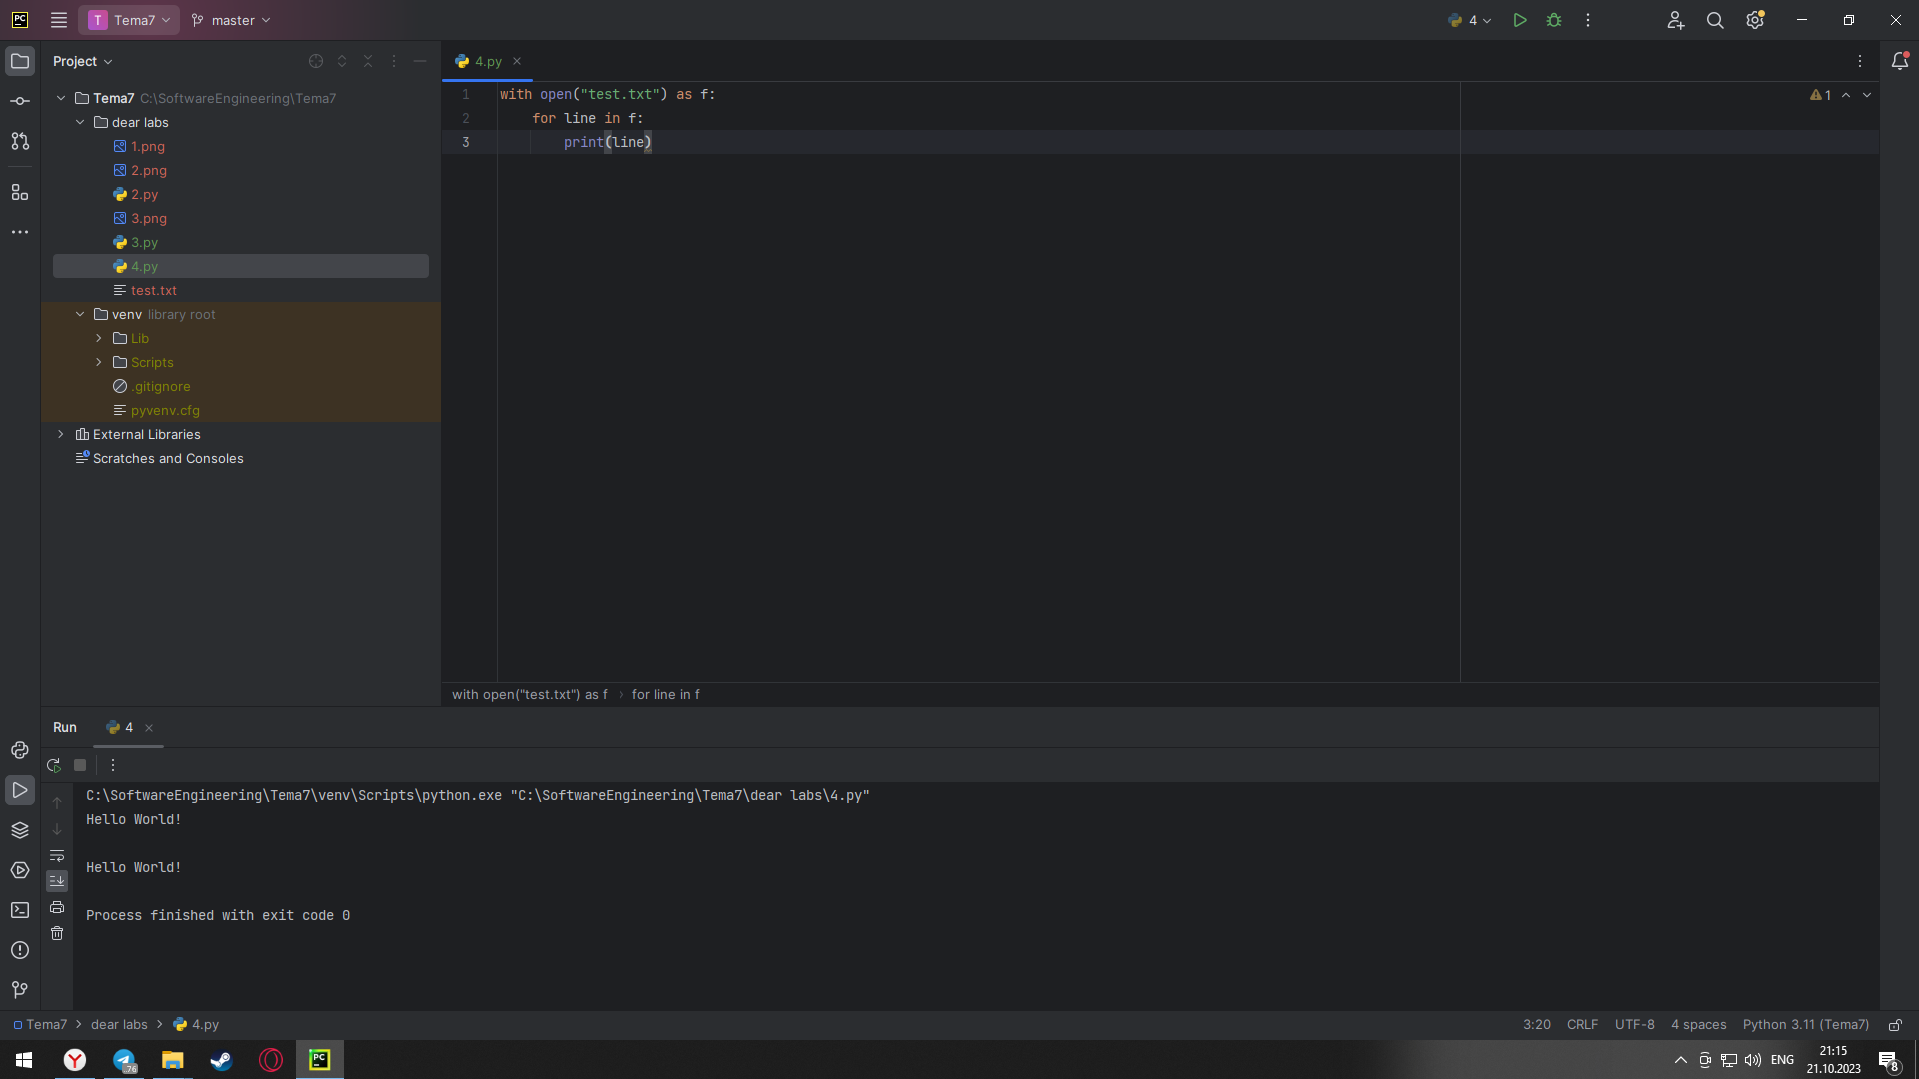 PC
T Tema7
master
4
Project
4.py
Tema7 C:\SoftwareEngineering\Tema7
dear labs
1.png
2.png
2.py
3.png
3.py
4.py
test.txt
venv library root
Lib
Scripts
.gitignore
pyvenv.cfg
External Libraries
Scratches and Consoles
1 with open("test.txt") as f:
2 for line in f:
3 print(line)
1
with open("test.txt") as f › for line in f
Run
4
C:\SoftwareEngineering\Tema7\venv\Scripts\python.exe "C:\SoftwareEngineering\Tema7\dear labs\4.py"
Hello World!
Hello World!
Process finished with exit code 0
Tema7 > dear labs > 4.py
3:20 CRLF UTF-8 4 spaces Python 3.11 (Tema7)
Y
76
PC
ENG
21:15
21.10.2023
8